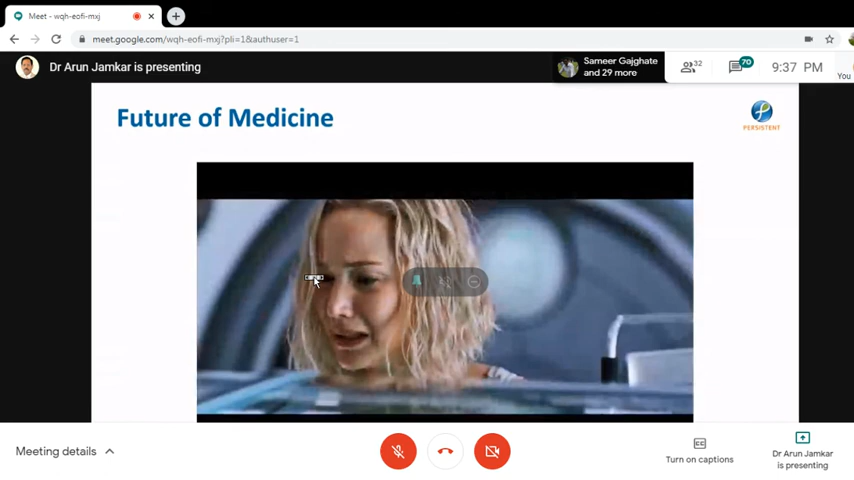 Meet - wqh-eofi-mxj
meet.google.com/wqh-eofi-mxj?pli=1&authuser=1
Dr Arun Jamkar is presenting
Sameer Gajghate
and 29 more
32
70
9:37 PM
You
Future of Medicine
PERSISTENT
Meeting details
Turn on captions
Dr Arun Jamkar
is presenting